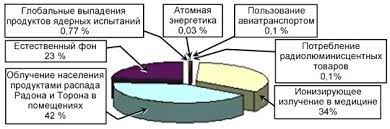 Глобальные выпадения
продуктов ядерных испытаний
0,77 %
Атомная
энергетика
0,03 %
Пользование
авиатранспортом
0,1 %
Естественный фон
23 %
Потребление
радиолюминисцентных
товаров
0,1%
Облучение населения
продуктами распада
Радона и Торона в
помещениях
42 %
Ионизирующее
излучение в медицине
34%